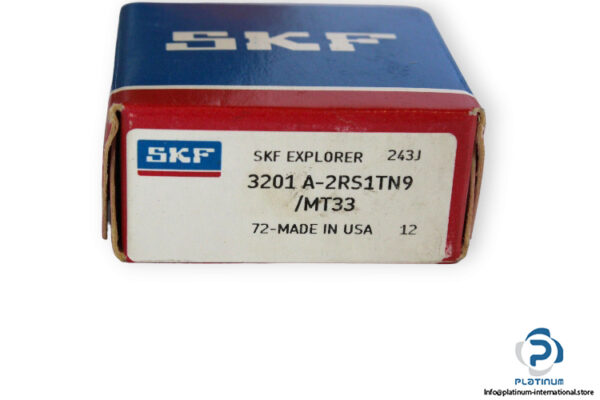 SKF
SKF
SKF EXPLORER 243J
3201 A-2RS1TN9
/MT33
72-MADE IN USA 12
PLATINUM
Info@platinum-international.store